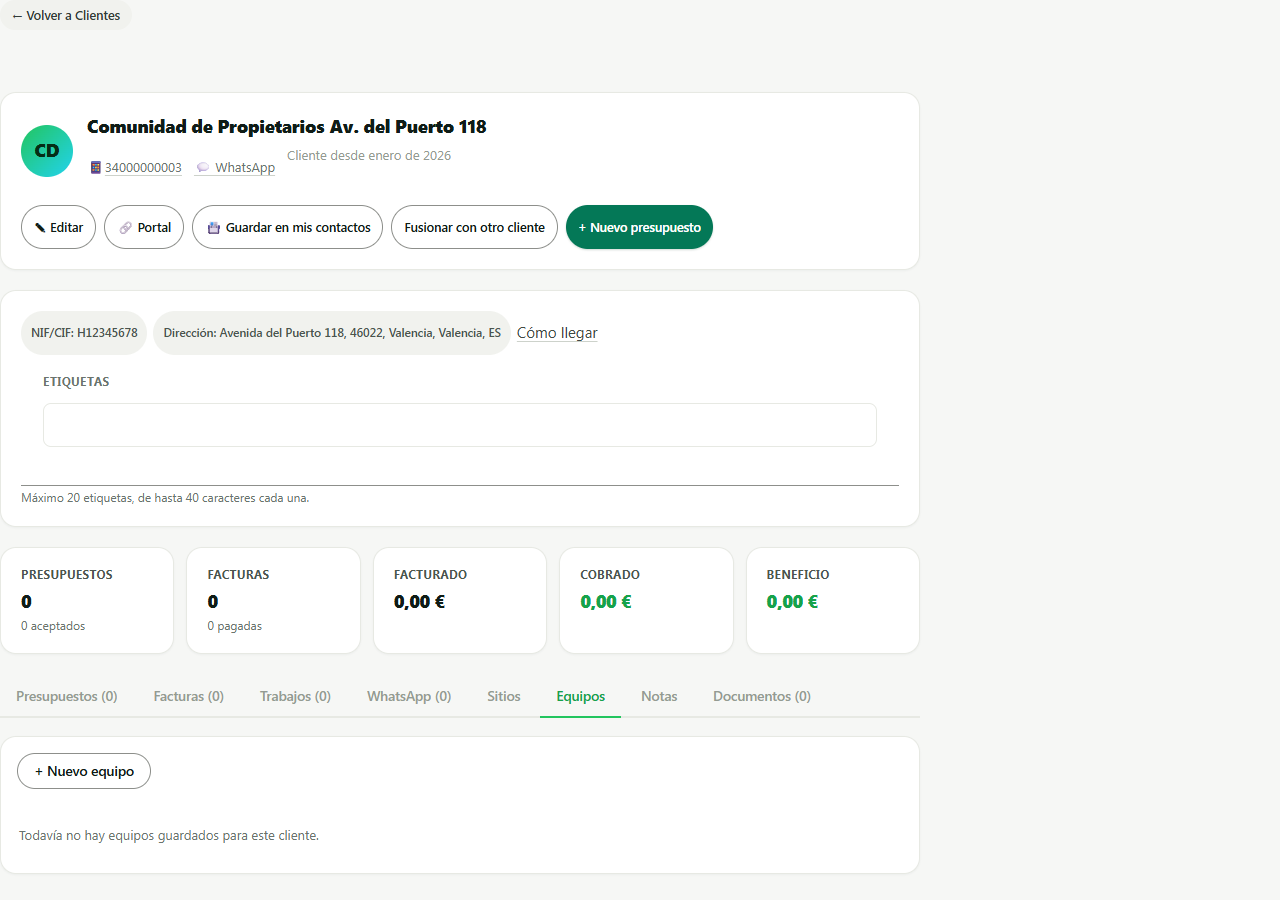 ← Volver a Clientes
CD
Comunidad de Propietarios Av. del Puerto 118
34000000003 WhatsApp Cliente desde enero de 2026
Editar Portal Guardar en mis contactos Fusionar con otro cliente + Nuevo presupuesto
NIF/CIF: H12345678 Dirección: Avenida del Puerto 118, 46022, Valencia, Valencia, ES Cómo llegar
ETIQUETAS
Máximo 20 etiquetas, de hasta 40 caracteres cada una.
PRESUPUESTOS FACTURAS FACTURADO COBRADO BENEFICIO
0 0 0,00 € 0,00 € 0,00 €
0 aceptados 0 pagadas
Presupuestos (0) Facturas (0) Trabajos (0) WhatsApp (0) Sitios Equipos Notas Documentos (0)
+ Nuevo equipo
Todavía no hay equipos guardados para este cliente.